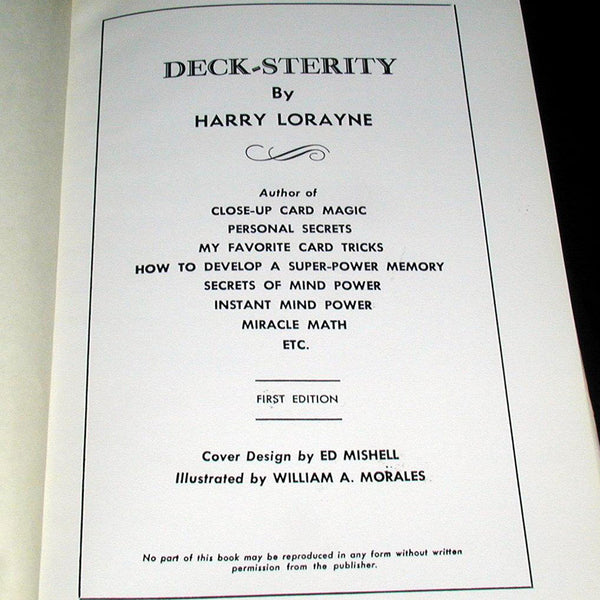 DECK-STERITY
By
HARRY LORAYNE
Author of
CLOSE-UP CARD MAGIC
PERSONAL SECRETS
MY FAVORITE CARD TRICKS
HOW TO DEVELOP A SUPER-POWER MEMORY
SECRETS OF MIND POWER
INSTANT MIND POWER
MIRACLE MATH
ETC.
FIRST EDITION
Cover Design by ED MISHELL
Illustrated by WILLIAM A. MORALES
No part of this book may be reproduced in any form without written
permission from the publisher.